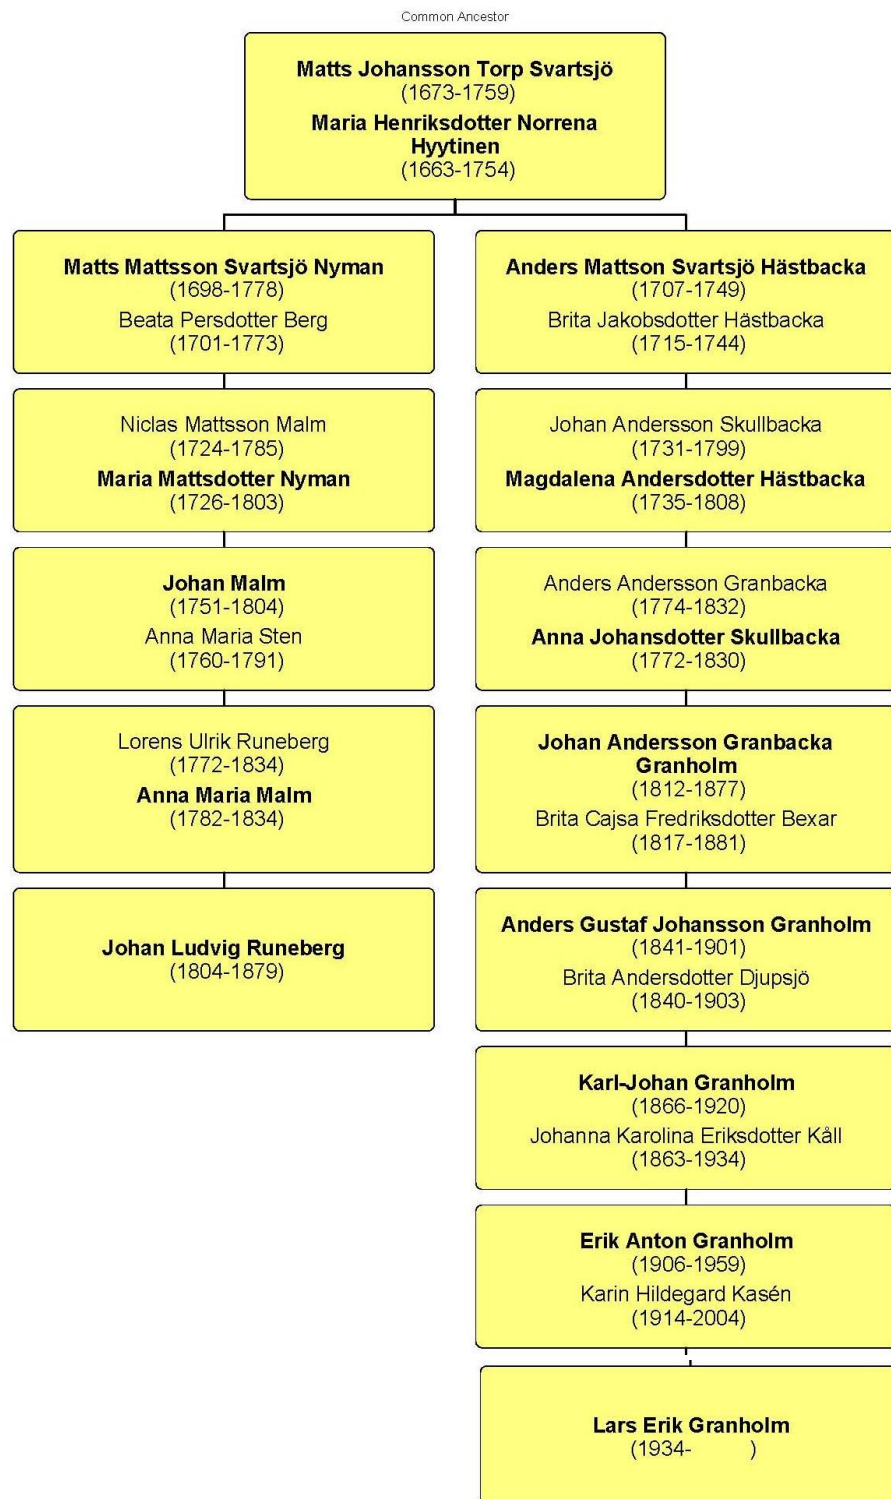 Common Ancestor
Matts Johansson Torp Svartsjö
(1673-1759)
Maria Henriksdotter Norrena
Hyytinen
(1663-1754)
Matts Mattsson Svartsjö Nyman
(1698-1778)
Beata Persdotter Berg
(1701-1773)
Anders Mattson Svartsjö Hästbacka
(1707-1749)
Brita Jakobsdotter Hästbacka
(1715-1744)
Niclas Mattsson Malm
(1724-1785)
Maria Mattsdotter Nyman
(1726-1803)
Johan Andersson Skullbacka
(1731-1799)
Magdalena Andersdotter Hästbacka
(1735-1808)
Johan Malm
(1751-1804)
Anna Maria Sten
(1760-1791)
Anders Andersson Granbacka
(1774-1832)
Anna Johansdotter Skullbacka
(1772-1830)
Lorens Ulrik Runeberg
(1772-1834)
Anna Maria Malm
(1782-1834)
Johan Andersson Granbacka
Granholm
(1812-1877)
Brita Cajsa Fredriksdotter Bexar
(1817-1881)
Johan Ludvig Runeberg
(1804-1879)
Anders Gustaf Johansson Granholm
(1841-1901)
Brita Andersdotter Djupsjö
(1840-1903)
Karl-Johan Granholm
(1866-1920)
Johanna Karolina Eriksdotter Kåll
(1863-1934)
Erik Anton Granholm
(1906-1959)
Karin Hildegard Kasén
(1914-2004)
Lars Erik Granholm
(1934- )